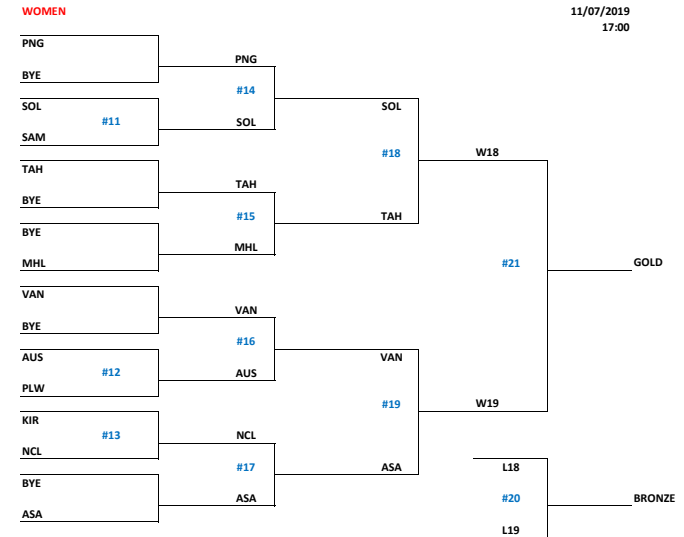 WOMEN 11/07/2019
17:00
PNG
PNG
BYE
#14
SOL SOL
#11 SOL
SAM
#18 W18
TAH
TAH
BYE
#15 TAH
BYE
MHL
MHL #21 GOLD
VAN
VAN
BYE
#16
AUS VAN
#12 AUS
PLW
#19 W19
KIR
#13 NCL
NCL
#17 ASA L18
BYE
ASA #20 BRONZE
ASA
L19